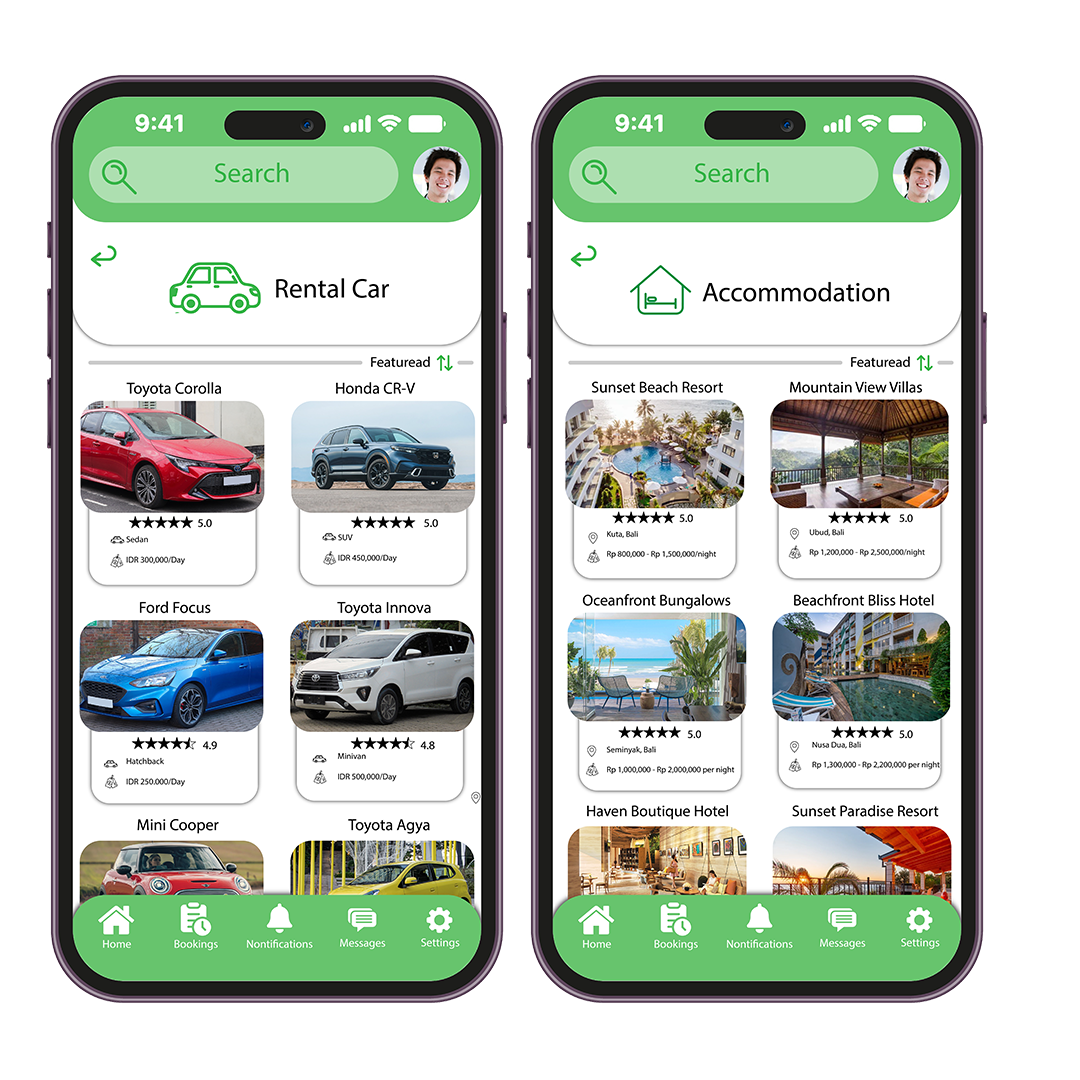 9:41
Search
Rental Car
Featuread
Toyota Corolla
Honda CR-V
5.0
Sedan
IDR 300,000/Day
5.0
SUV
IDR 450,000/Day
Ford Focus
Toyota Innova
4.9
Hatchback
IDR 250.000/Day
4.8
Minivan
IDR 500,000/Day
Mini Cooper
Toyota Agya
Home
Bookings
Nontifications
Messages
Settings
9:41
Search
Accommodation
Featuread
Sunset Beach Resort
Mountain View Villas
5.0
Kuta, Bali
Rp 800,000 - Rp 1,500,000/night
5.0
Ubud, Bali
Rp 1,200,000 - Rp 2,500,000/night
Oceanfront Bungalows
Beachfront Bliss Hotel
5.0
Seminyak, Bali
Rp 1,000,000 - Rp 2,000,000 per night
5.0
Nusa Dua, Bali
Rp 1,300,000 - Rp 2,200,000 per night
Haven Boutique Hotel
Sunset Paradise Resort
Home
Bookings
Nontifications
Messages
Settings